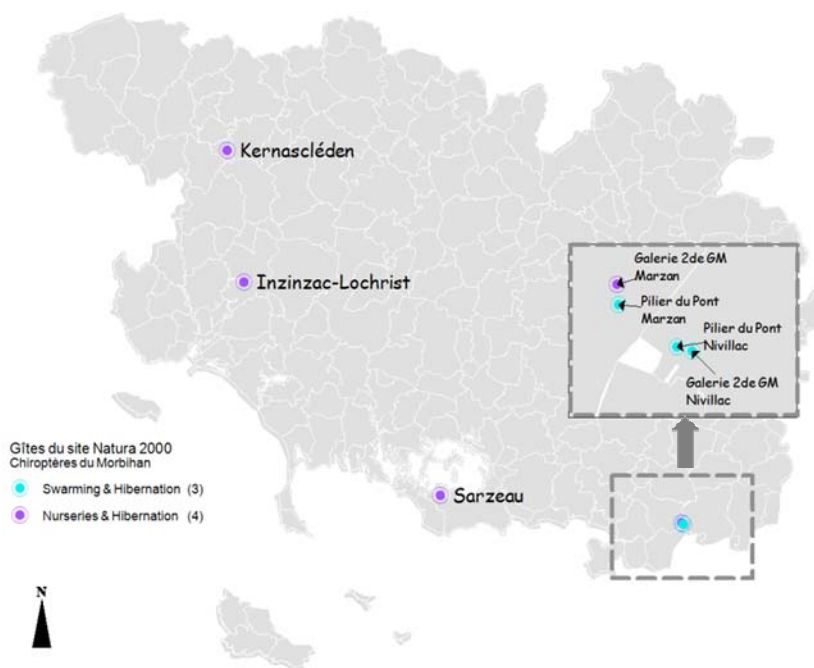 Kernascléden
Inzinzac-Lochrist
Galerie 2de GM
Marzan
Pilier du Pont
Marzan
Pilier du Pont
Nivillac
Galerie 2de GM
Nivillac
Gîtes du site Natura 2000
Chiroptères du Morbihan
Swarming & Hibernation (3)
Nurseries & Hibernation (4)
Sarzeau
N